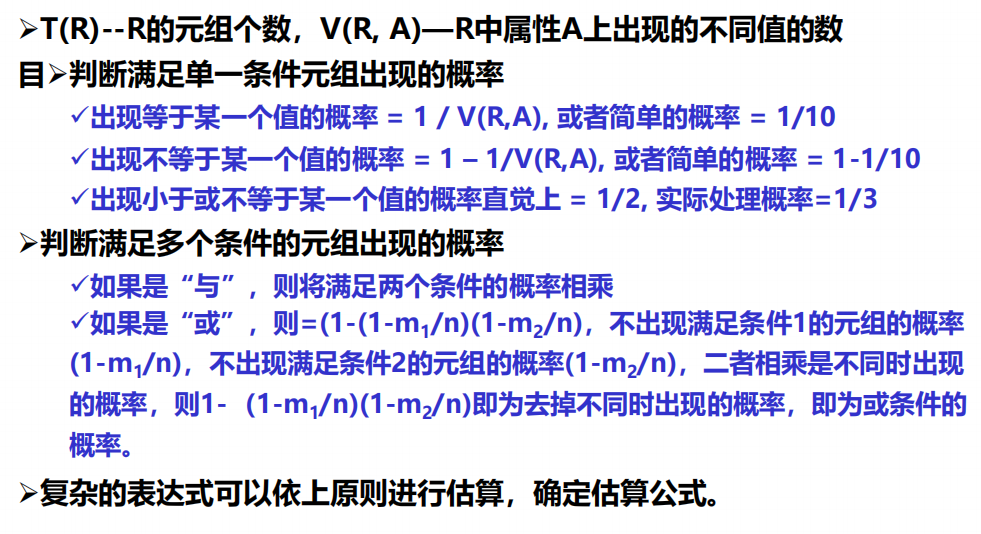 ➢T(R)--R的元组个数，V(R, A)—R中属性A上出现的不同值的数
目➢判断满足单一条件元组出现的概率
✓出现等于某一个值的概率 = 1 / V(R,A), 或者简单的概率 = 1/10
✓出现不等于某一个值的概率 = 1 – 1/V(R,A), 或者简单的概率 = 1-1/10
✓出现小于或不等于某一个值的概率直觉上 = 1/2, 实际处理概率=1/3
➢判断满足多个条件的元组出现的概率
✓如果是“与”，则将满足两个条件的概率相乘
✓如果是“或”，则=(1-(1-m₁/n)(1-m₂/n)，不出现满足条件1的元组的概率
(1-m₁/n)，不出现满足条件2的元组的概率(1-m₂/n)，二者相乘是不同时出现
的概率，则1- (1-m₁/n)(1-m₂/n)即为去掉不同时出现的概率，即为或条件的
概率。
➢复杂的表达式可以依上原则进行估算，确定估算公式。